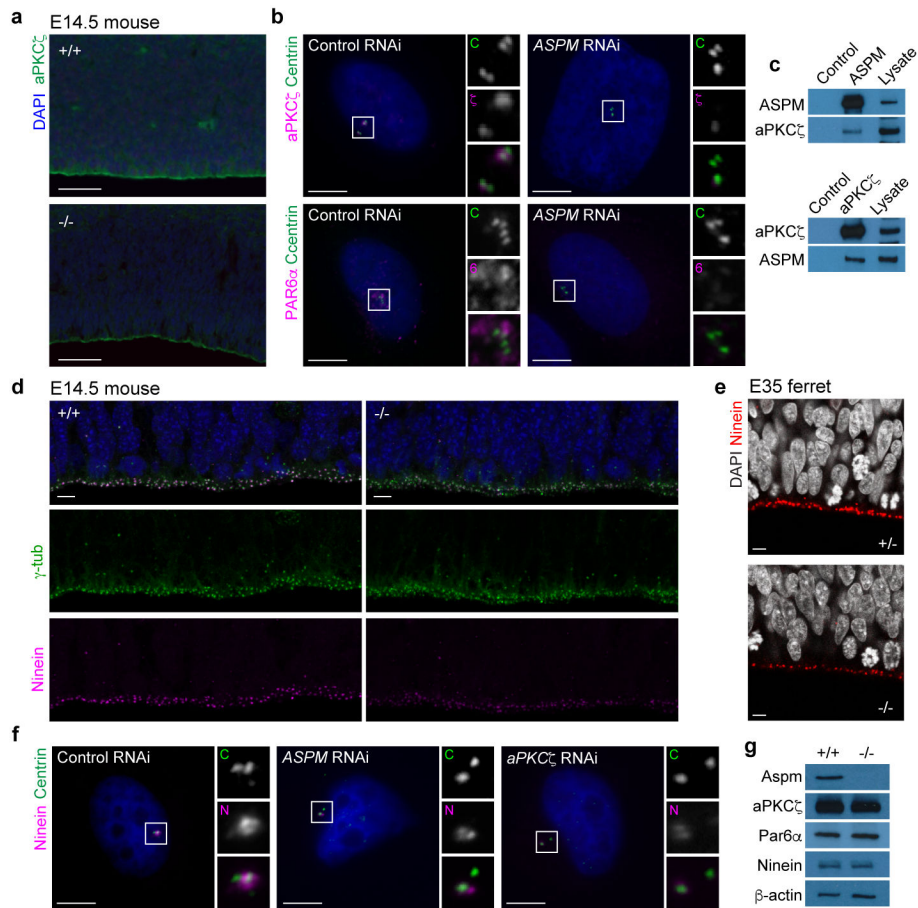 a
E14.5 mouse
DAPI aPKCζ
+/+
-/-
b
aPKCζ Centrin
Control RNAi
C
ζ
ASPM RNAi
C
ζ
PAR6α Ccentrin
Control RNAi
C
6
ASPM RNAi
C
6
c
Control
ASPM
Lysate
ASPM
aPKCζ
Control
aPKCζ
Lysate
aPKCζ
ASPM
d
E14.5 mouse
+/+
-/-
γ-tub
Ninein
e
E35 ferret
DAPI Ninein
+/-
-/-
f
Ninein Centrin
Control RNAi
C
N
ASPM RNAi
C
N
aPKCζ RNAi
C
N
g
+/+ -/-
Aspm
aPKCζ
Par6α
Ninein
β-actin